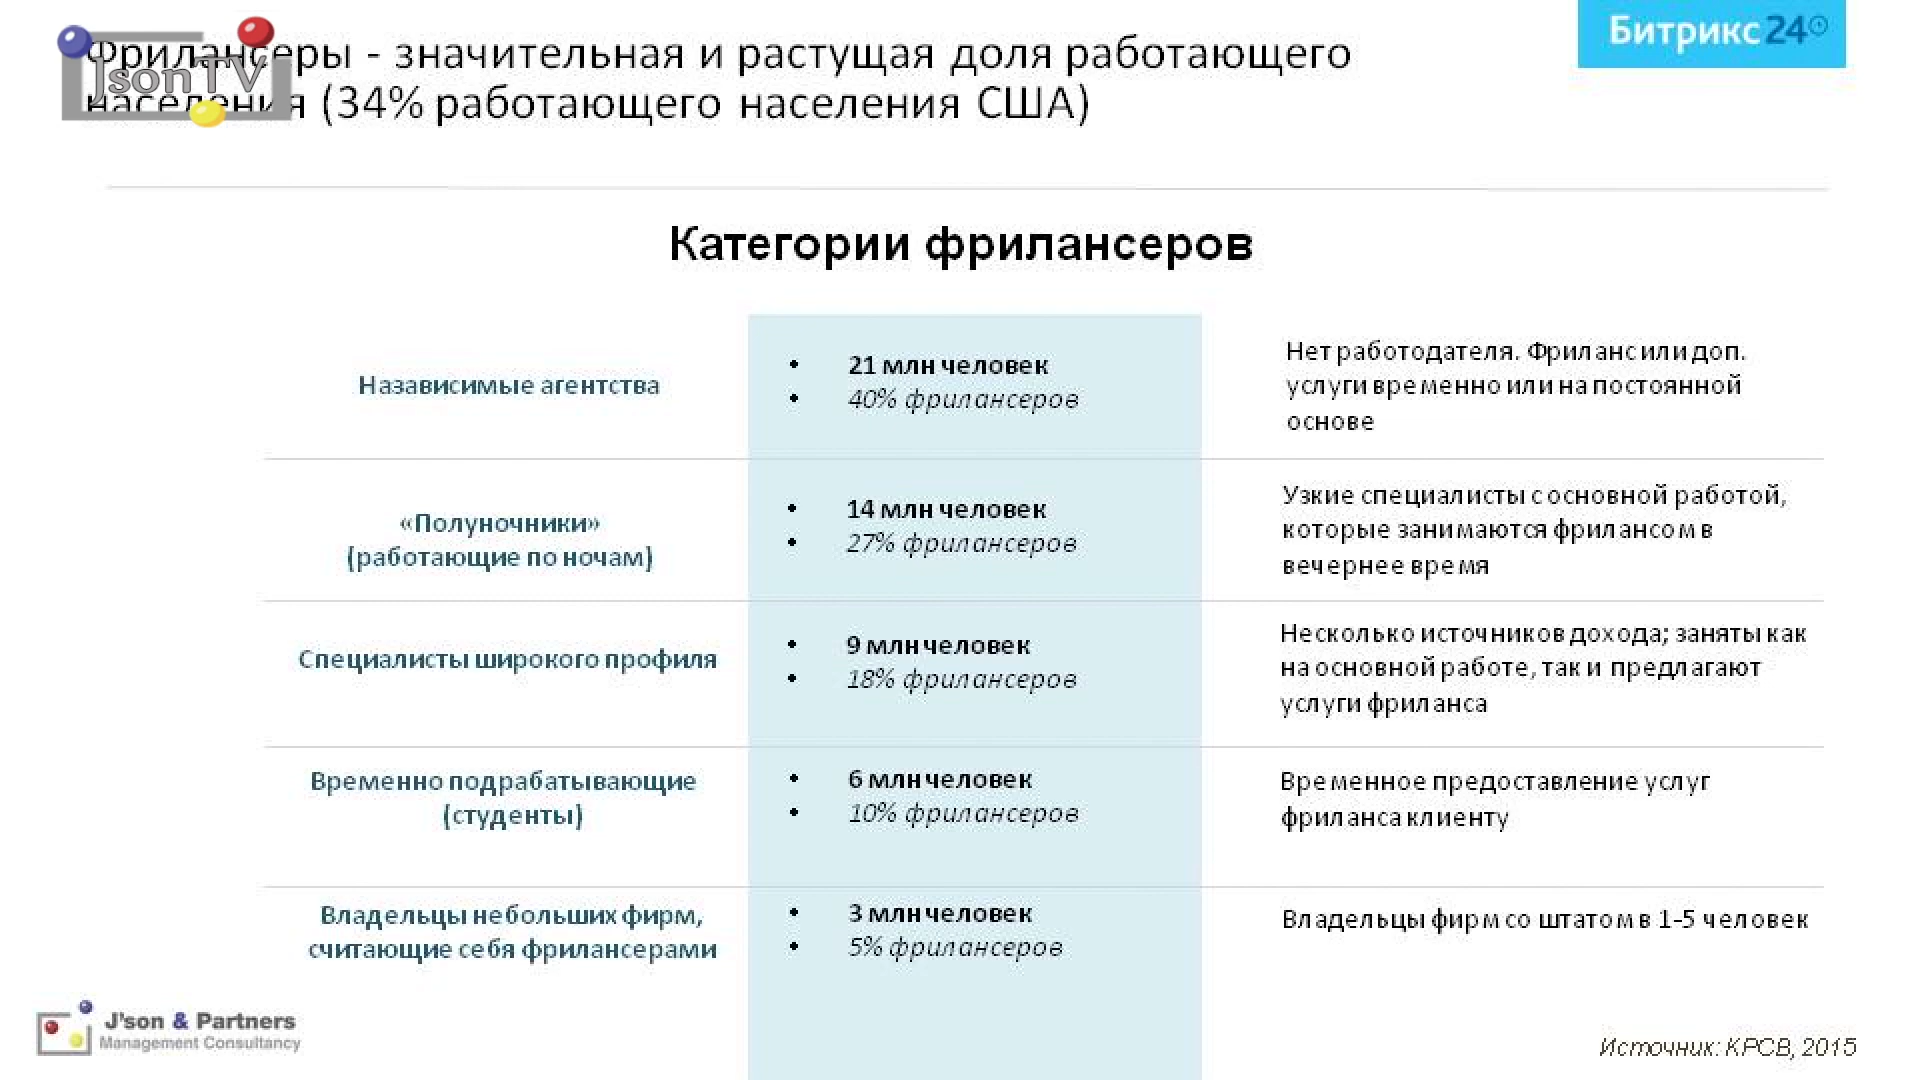 Фрилансеры - значительная и растущая доля работающего
населения (34% работающего населения США)
Json TV
Битрикс24
Категории фрилансеров
Назависимые агентства
• 21 млн человек
• 40% фрилансеров
Нет работодателя. Фриланс или доп.
услуги временно или на постоянной
основе
«Полуночники»
(работающие по ночам)
• 14 млн человек
• 27% фрилансеров
Узкие специалисты с основной работой,
которые занимаются фрилансом в
вечернее время
Специалисты широкого профиля
• 9 млн человек
• 18% фрилансеров
Несколько источников дохода; заняты как
на основной работе, так и предлагают
услуги фриланса
Временно подрабатывающие
(студенты)
• 6 млн человек
• 10% фрилансеров
Временное предоставление услуг
фриланса клиенту
Владельцы небольших фирм,
считающие себя фрилансерами
• 3 млн человек
• 5% фрилансеров
Владельцы фирм со штатом в 1-5 человек
J'son & Partners
Management Consultancy
Источник: КРСВ, 2015